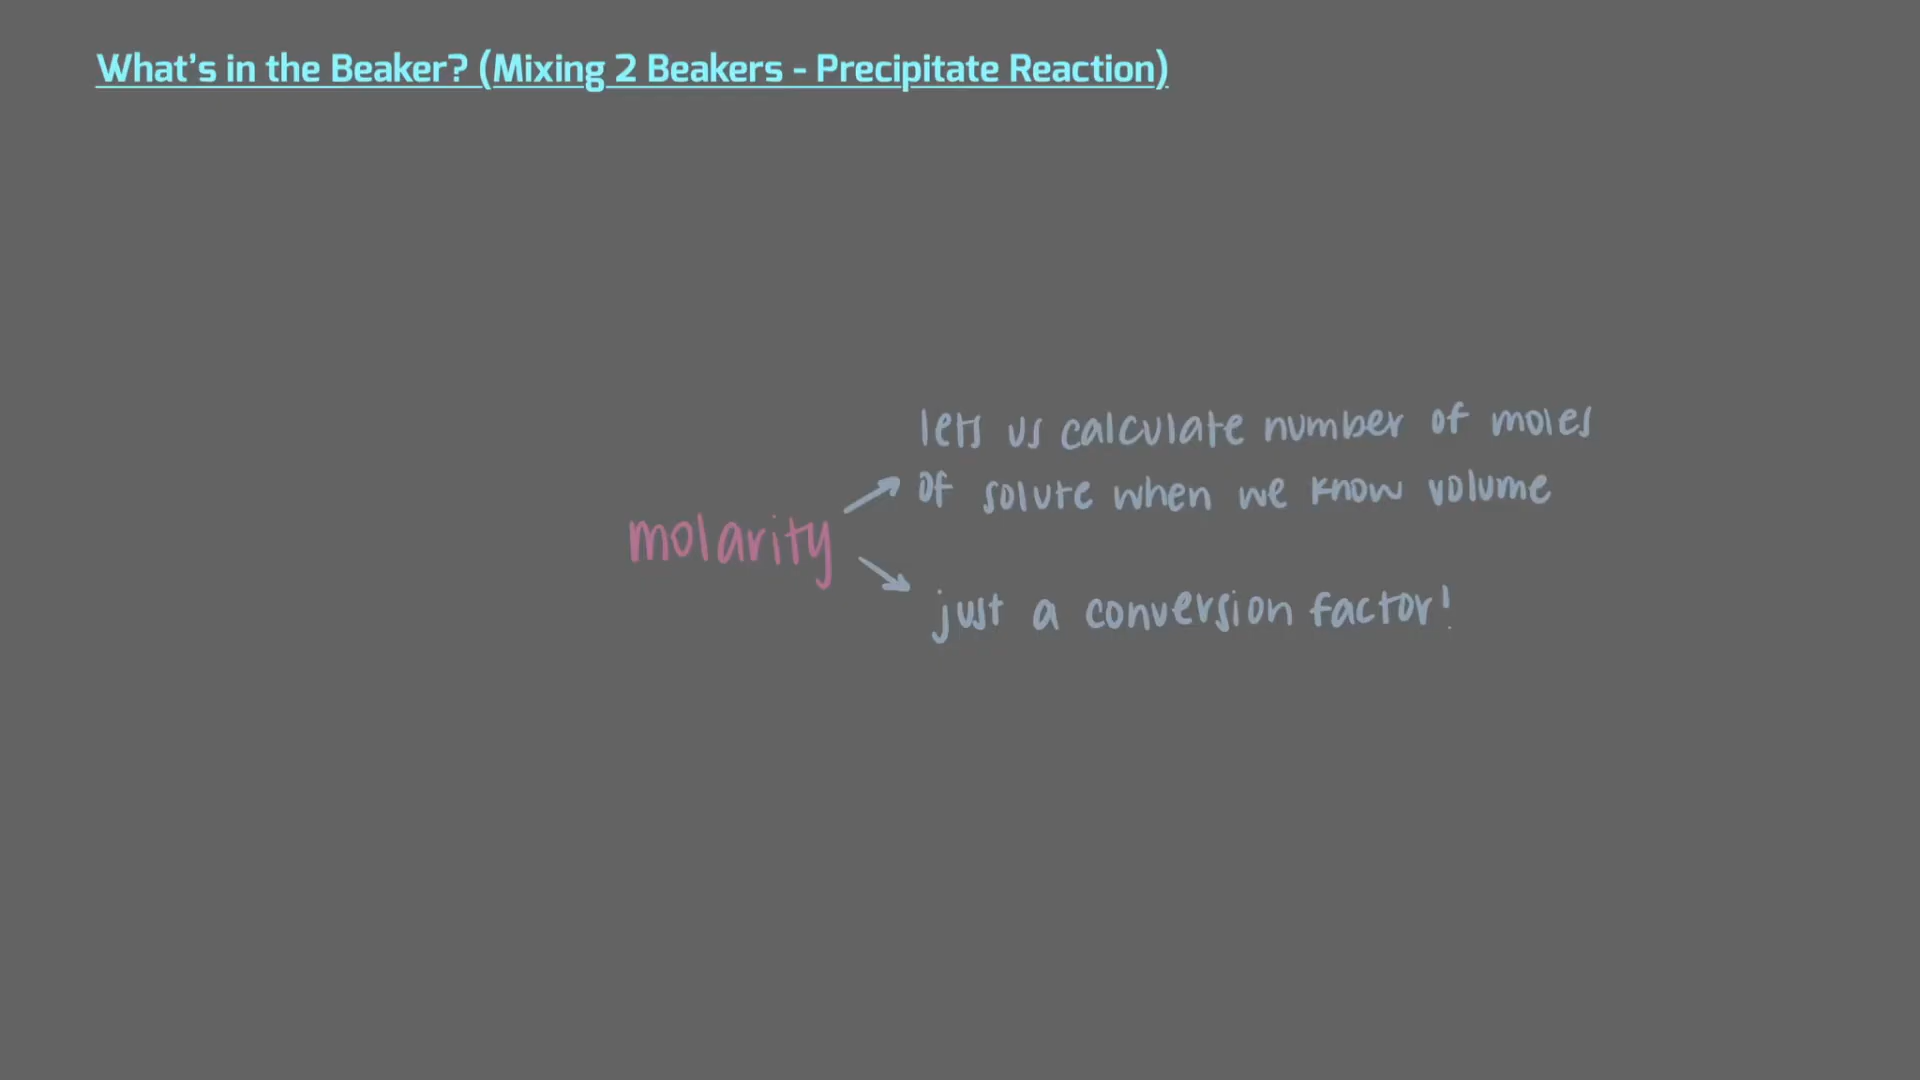 What's in the Beaker? (Mixing 2 Beakers - Precipitate Reaction)
lets us calculate number of moles
of solute when we know volume
molarity
just a conversion factor!